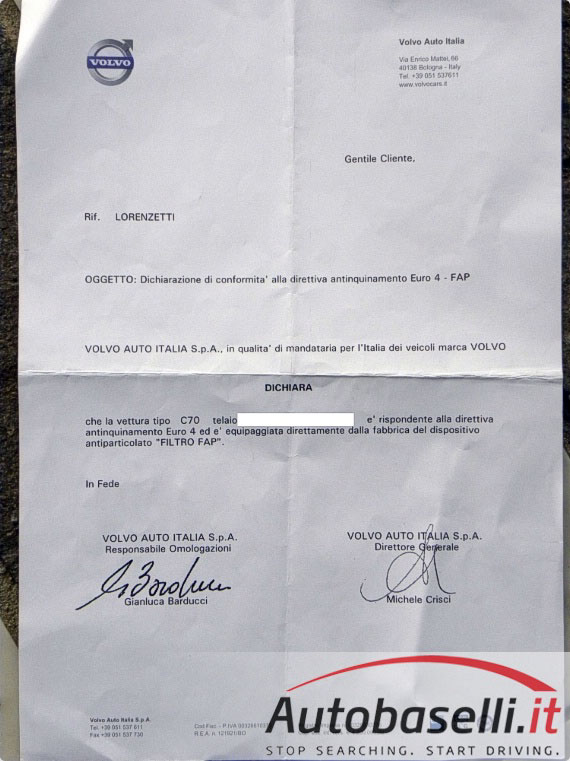 VOLVO
Volvo Auto Italia
Via Enrico Mattei, 66
40138 Bologna - Italy
Tel. +39 051 537611
www.volvocars.it
Gentile Cliente,
Rif. LORENZETTI
OGGETTO: Dichiarazione di conformita' alla direttiva antinquinamento Euro 4 - FAP
VOLVO AUTO ITALIA S.p.A., in qualita' di mandataria per l'Italia dei veicoli marca VOLVO
DICHIARA
che la vettura tipo C70 telaio e' rispondente alla direttiva
antinquinamento Euro 4 ed e' equipaggiata direttamente dalla fabbrica del dispositivo
antiparticolato "FILTRO FAP".
In Fede
VOLVO AUTO ITALIA S.p.A.
Responsabile Omologazioni
Gianluca Barducci
VOLVO AUTO ITALIA S.p.A.
Direttore Generale
Michele Crisci
Volvo Auto Italia S.p.A.
Tel. +39 051 537 611
Fax +39 051 537 730
Cod.Fisc. - P.IVA
R.E.A. n. 121921/BO
Autobaselli.it
STOP SEARCHING. START DRIVING.